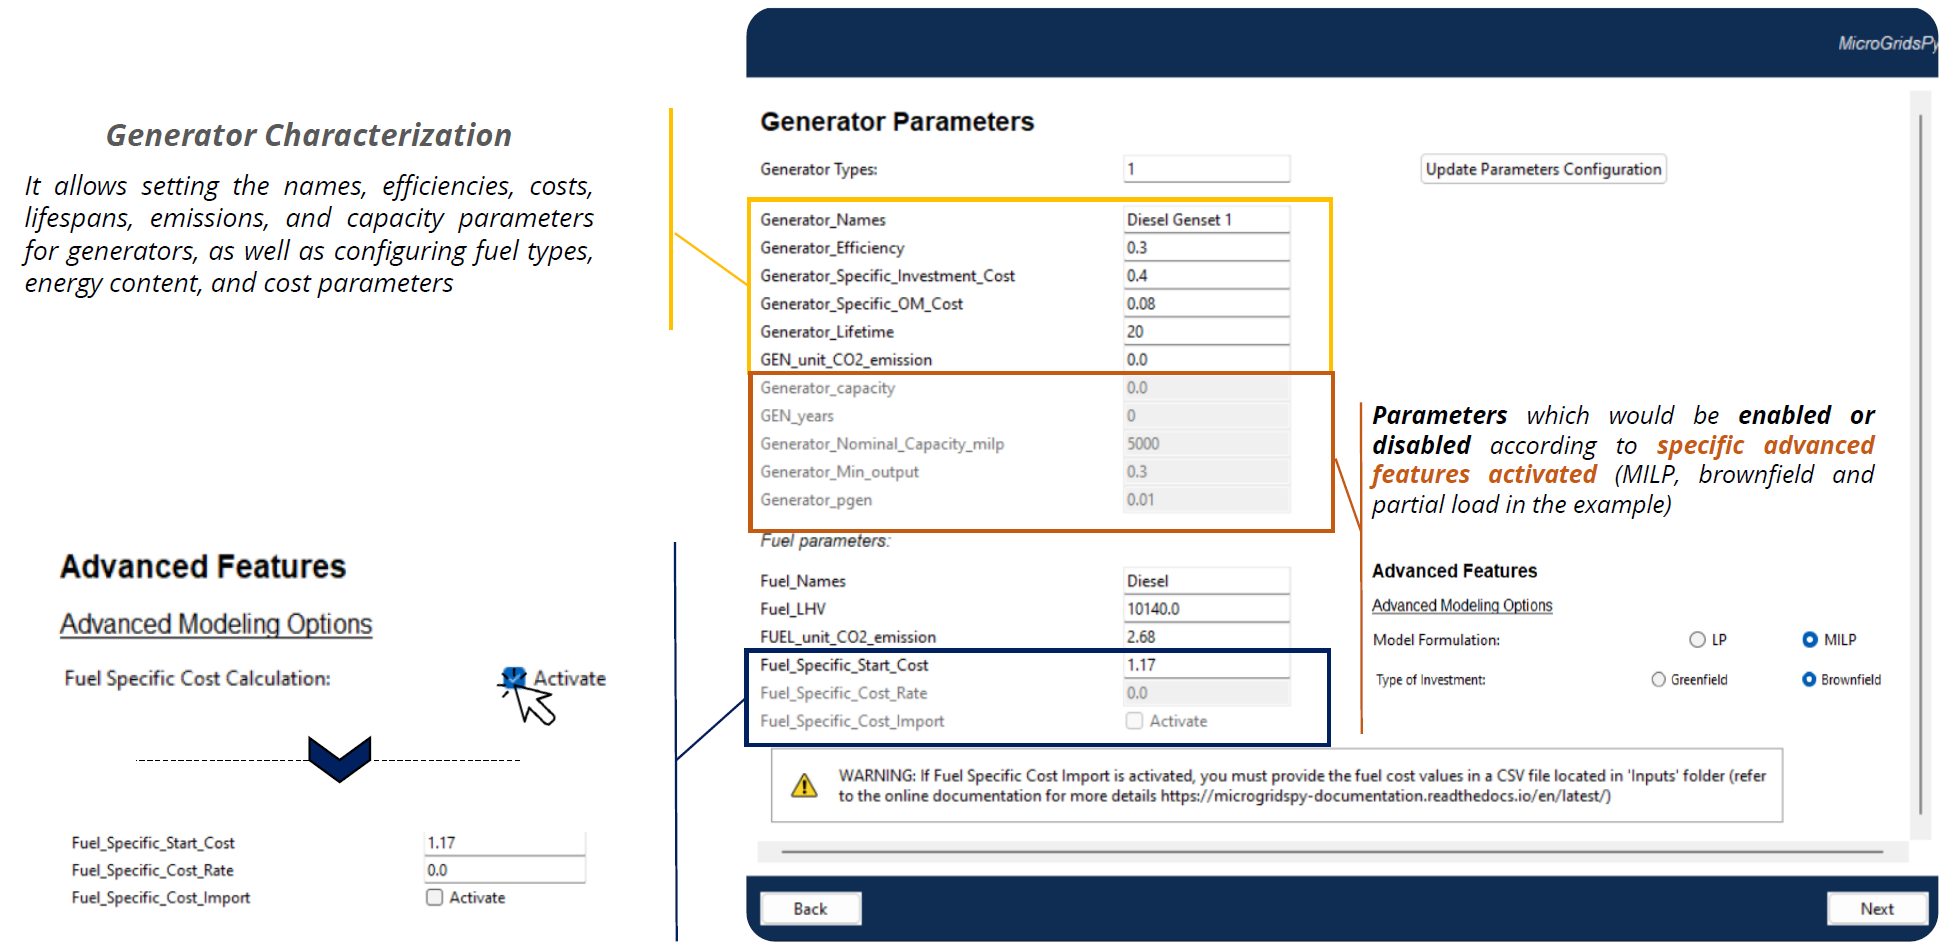 MicroGridsPy
Generator Characterization
It allows setting the names, efficiencies, costs,
lifespans, emissions, and capacity parameters
for generators, as well as configuring fuel types,
energy content, and cost parameters
Generator Parameters
Generator Types: 1 Update Parameters Configuration
Generator_Names Diesel Genset 1
Generator_Efficiency 0.3
Generator_Specific_Investment_Cost 0.4
Generator_Specific_OM_Cost 0.08
Generator_Lifetime 20
GEN_unit_CO2_emission 0.0
Generator_capacity 0.0
GEN_years 0
Generator_Nominal_Capacity_milp 5000
Generator_Min_output 0.3
Generator_pgen 0.01
Fuel parameters:
Fuel_Names Diesel
Fuel_LHV 10140.0
FUEL_unit_CO2_emission 2.68
Fuel_Specific_Start_Cost 1.17
Fuel_Specific_Cost_Rate 0.0
Fuel_Specific_Cost_Import Activate
WARNING: If Fuel Specific Cost Import is activated, you must provide the fuel cost values in a CSV file located in 'Inputs' folder (refer
to the online documentation for more details https://microgridspy-documentation.readthedocs.io/en/latest/)
Back Next
Parameters which would be enabled or
disabled according to specific advanced
features activated (MILP, brownfield and
partial load in the example)
Advanced Features
Advanced Modeling Options
Model Formulation: LP MILP
Type of Investment: Greenfield Brownfield
Advanced Features
Advanced Modeling Options
Fuel Specific Cost Calculation: Activate
Fuel_Specific_Start_Cost 1.17
Fuel_Specific_Cost_Rate 0.0
Fuel_Specific_Cost_Import Activate